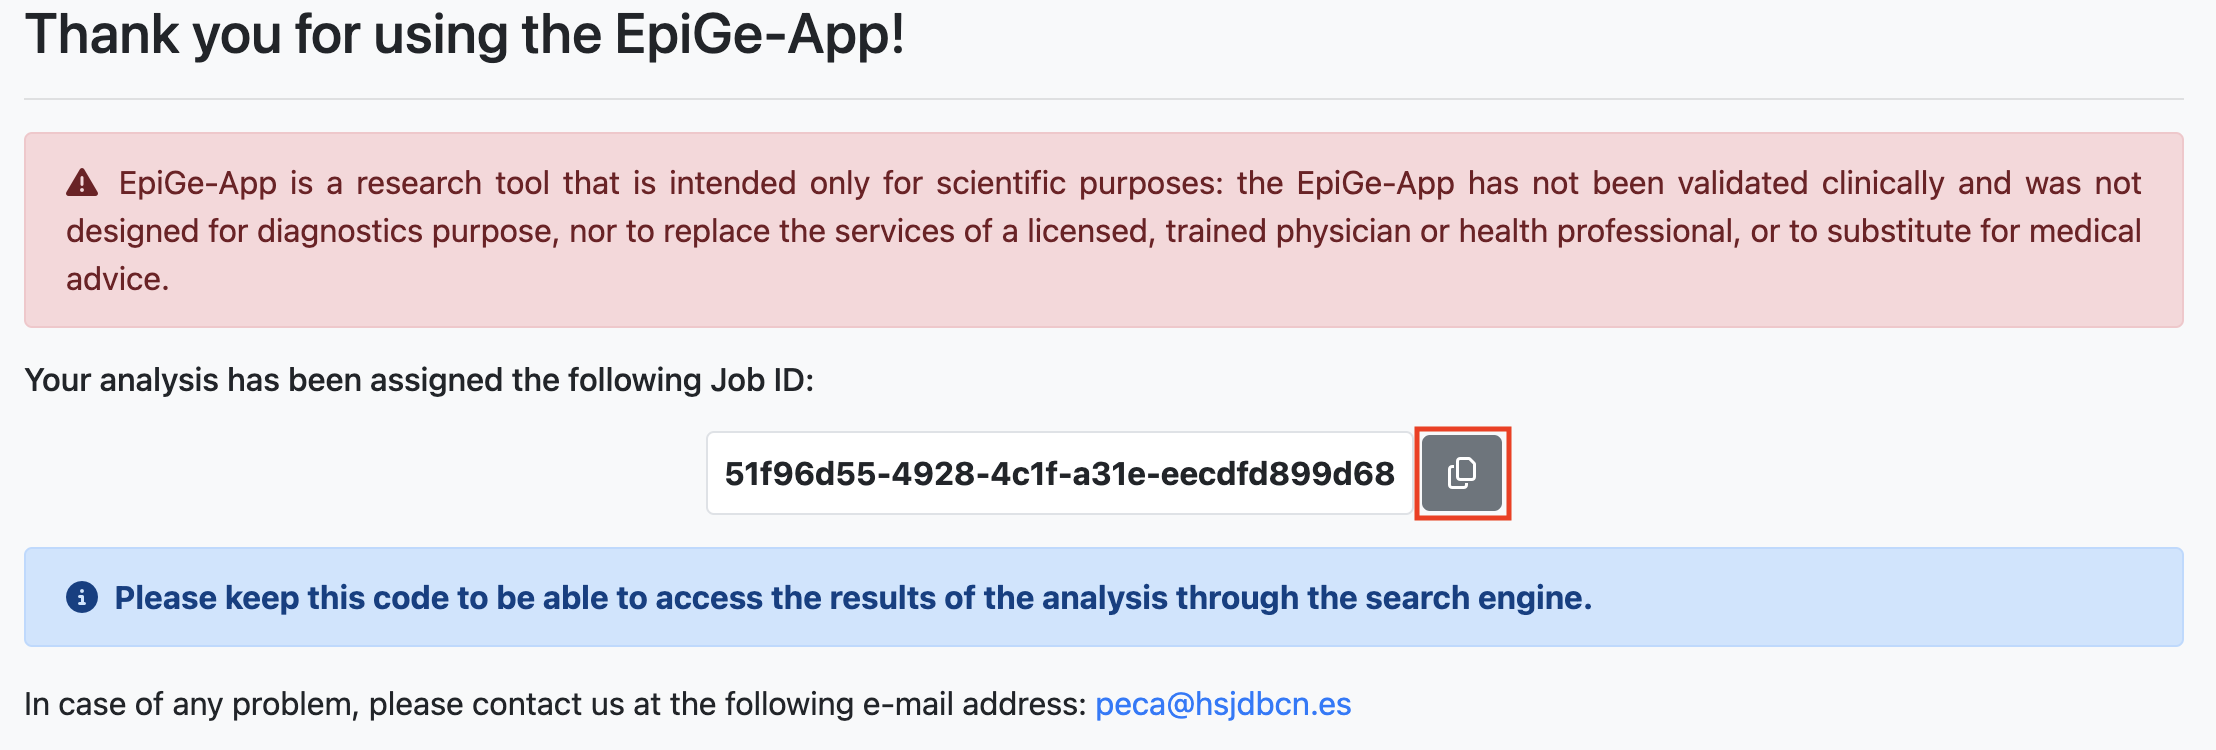 Thank you for using the EpiGe-App!
EpiGe-App is a research tool that is intended only for scientific purposes: the EpiGe-App has not been validated clinically and was not
designed for diagnostics purpose, nor to replace the services of a licensed, trained physician or health professional, or to substitute for medical
advice.
Your analysis has been assigned the following Job ID:
51f96d55-4928-4c1f-a31e-eecdfd899d68
Please keep this code to be able to access the results of the analysis through the search engine.
In case of any problem, please contact us at the following e-mail address: peca@hsjdbcn.es